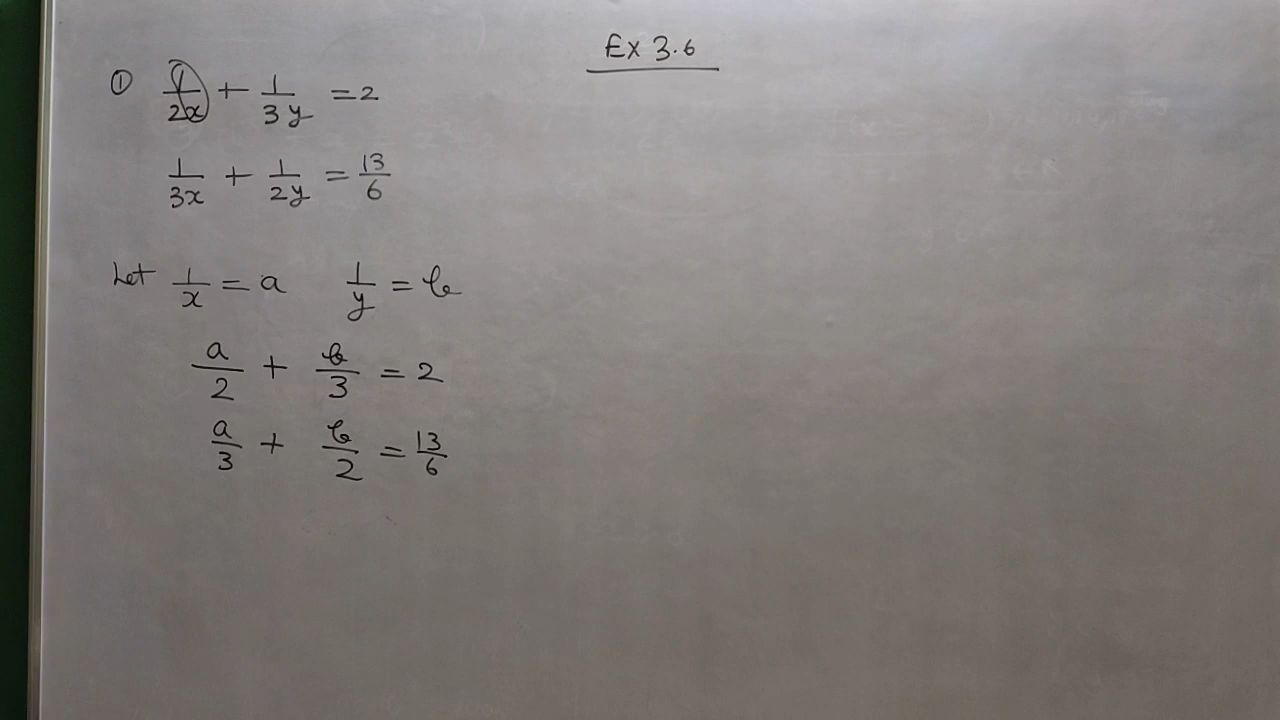 Ex 3.6
① 1/2x + 1/3y = 2
1/3x + 1/2y = 13/6
Let 1/x = a 1/y = b
a/2 + b/3 = 2
a/3 + b/2 = 13/6